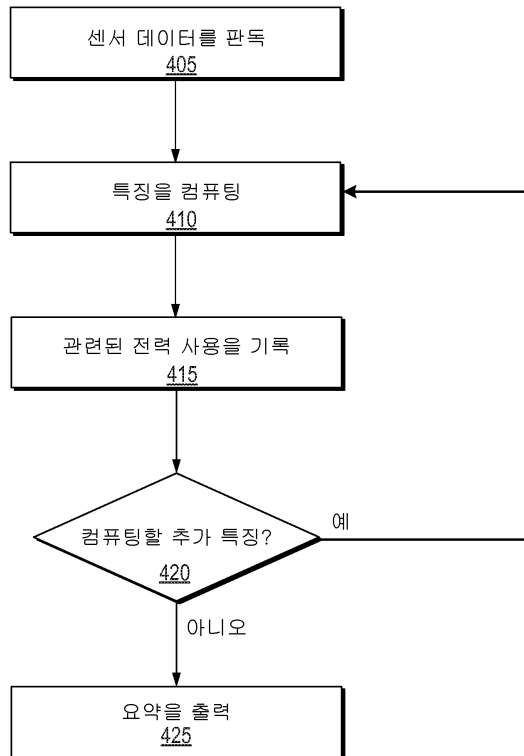 센서 데이터를 판독
405
특징을 컴퓨팅
410
관련된 전력 사용을 기록
415
컴퓨팅할 추가 특징?
420
예
아니오
요약을 출력
425